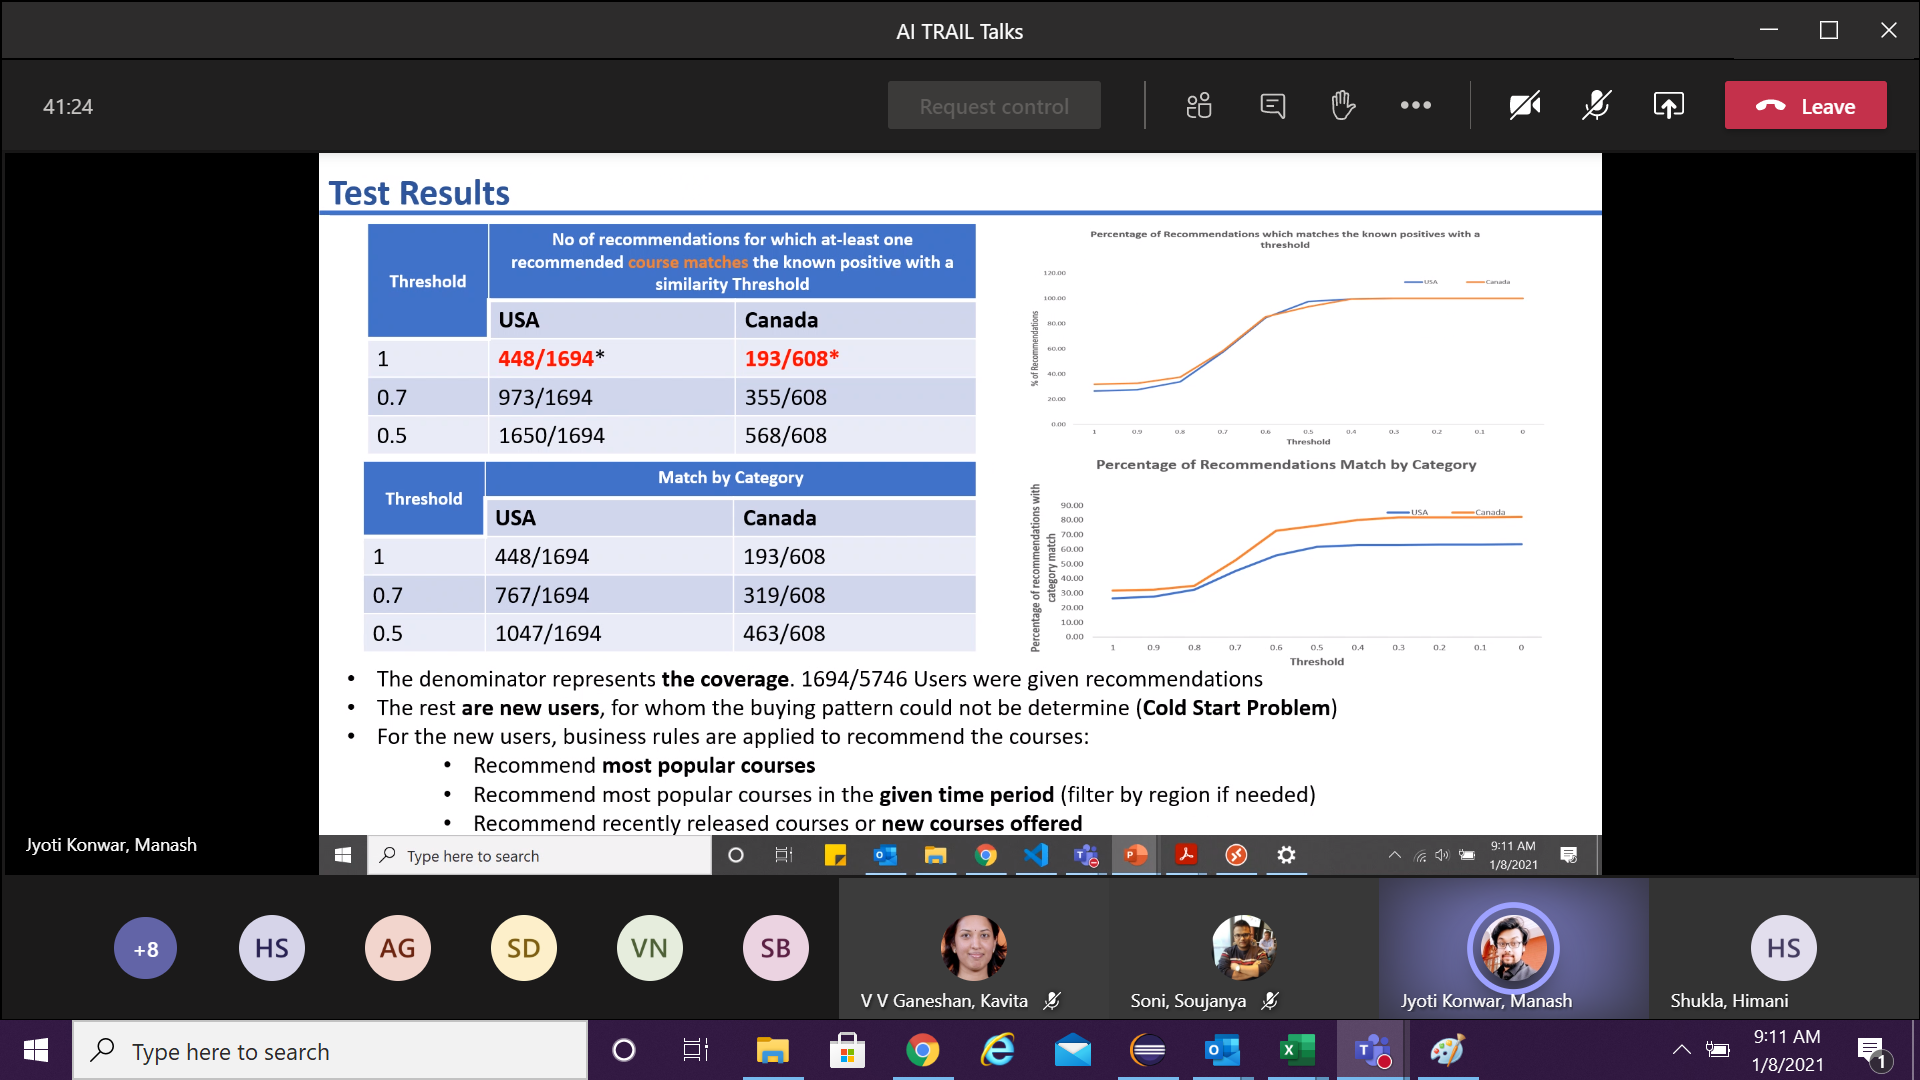 AI TRAIL Talks
41:24
Request control
Leave
Test Results
Threshold
No of recommendations for which at-least one
recommended course matches the known positive with a
similarity Threshold
USA Canada
1 448/1694* 193/608*
0.7 973/1694 355/608
0.5 1650/1694 568/608
Threshold
Match by Category
USA Canada
1 448/1694 193/608
0.7 767/1694 319/608
0.5 1047/1694 463/608
Percentage of Recommendations which matches the known positives with a
threshold
USA Canada
% of Recommendations
120.00
100.00
80.00
60.00
40.00
20.00
0.00
1 0.9 0.8 0.7 0.6 0.5 0.4 0.3 0.2 0.1 0
Threshold
Percentage of Recommendations Match by Category
USA Canada
Percentage of recommendations with
category match
90.00
80.00
70.00
60.00
50.00
40.00
30.00
20.00
10.00
0.00
1 0.9 0.8 0.7 0.6 0.5 0.4 0.3 0.2 0.1 0
Threshold
• The denominator represents the coverage. 1694/5746 Users were given recommendations
• The rest are new users, for whom the buying pattern could not be determine (Cold Start Problem)
• For the new users, business rules are applied to recommend the courses:
• Recommend most popular courses
• Recommend most popular courses in the given time period (filter by region if needed)
• Recommend recently released courses or new courses offered
Jyoti Konwar, Manash
Type here to search
9:11 AM
1/8/2021
+8
HS
AG
SD
VN
SB
V V Ganeshan, Kavita
Soni, Soujanya
Jyoti Konwar, Manash
HS
Shukla, Himani
Type here to search
9:11 AM
1/8/2021
1